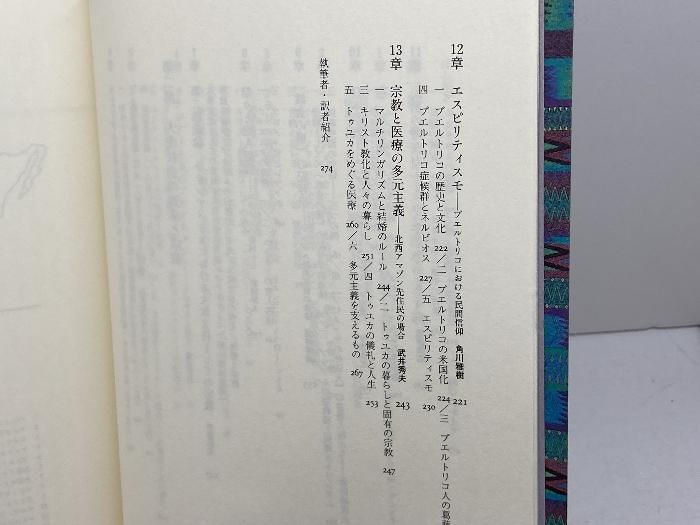 12章 エスピリティスモ——プエルトリコにおける民間信仰 角川雅樹 221
一 プエルトリコの歴史と文化 222／二 プエルトリコの米国化 224／三 プエルトリコ人の葛
四 プエルトリコ症候群とネルビオス 227／五 エスピリティスモ 230
13章 宗教と医療の多元主義——北西アマゾン先住民の場合 武井秀夫 243
一 マルチリンガリズムと結婚のルール 244／二 トゥユカの暮らしと固有の宗教 247
三 キリスト教化と人々の暮らし 251／四 トゥユカの儀礼と人生 253
五 トゥユカをめぐる医療 260／六 多元主義を支えるもの 267
執筆者・訳者紹介 274